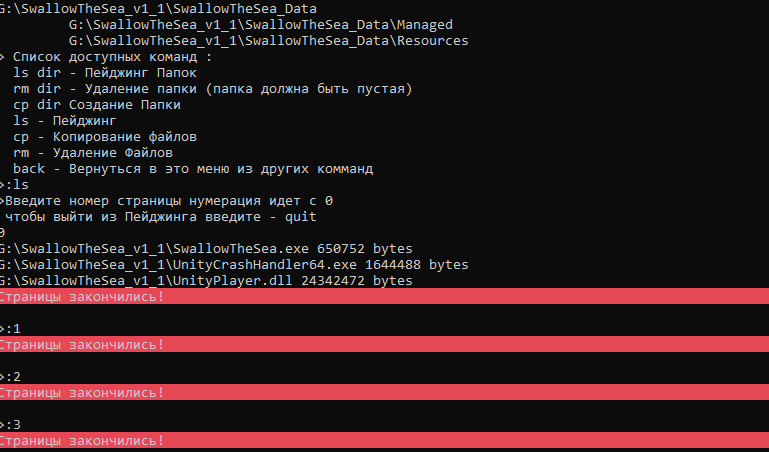 G:\SwallowTheSea_v1_1\SwallowTheSea_Data
G:\SwallowTheSea_v1_1\SwallowTheSea_Data\Managed
G:\SwallowTheSea_v1_1\SwallowTheSea_Data\Resources
> Список доступных команд :
ls dir - Пейджинг Папок
rm dir - Удаление папки (папка должна быть пустая)
cp dir Создание Папки
ls - Пейджинг
cp - Копирование файлов
rm - Удаление Файлов
back - Вернуться в это меню из других комманд
>:ls
>Введите номер страницы нумерация идет с 0
чтобы выйти из Пейджинга введите - quit
0
G:\SwallowTheSea_v1_1\SwallowTheSea.exe 650752 bytes
G:\SwallowTheSea_v1_1\UnityCrashHandler64.exe 1644488 bytes
G:\SwallowTheSea_v1_1\UnityPlayer.dll 24342472 bytes
Страницы закончились!
>:1
Страницы закончились!
>:2
Страницы закончились!
>:3
Страницы закончились!